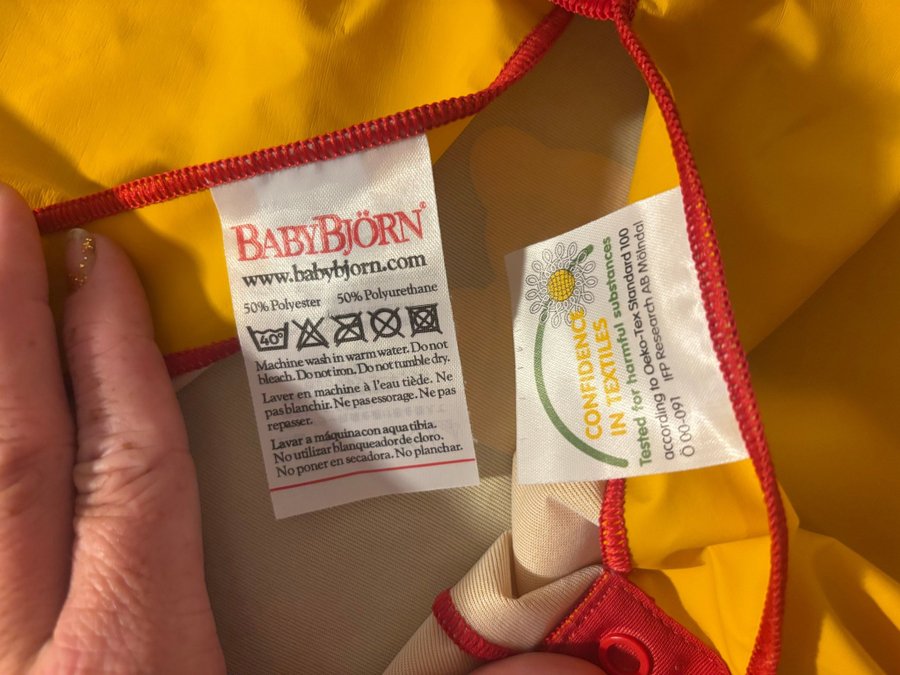 BABYBJÖRN®
www.babybjorn.com
50% Polyester 50% Polyurethane
40°
Machine wash in warm water. Do not
bleach. Do not iron. Do not tumble dry.
Laver en machine à l'eau tiède. Ne
pas blanchir. Ne pas essorage. Ne pas
repasser.
Lavar a máquina con aqua tibia.
No utilizar blanqueador de cloro.
No poner en secadora. No planchar.
CONFIDENCE
IN TEXTILES
Tested for harmful substances
according to Oeko-Tex Standard 100
IFP Research AB Mölndal
Ö 00-091